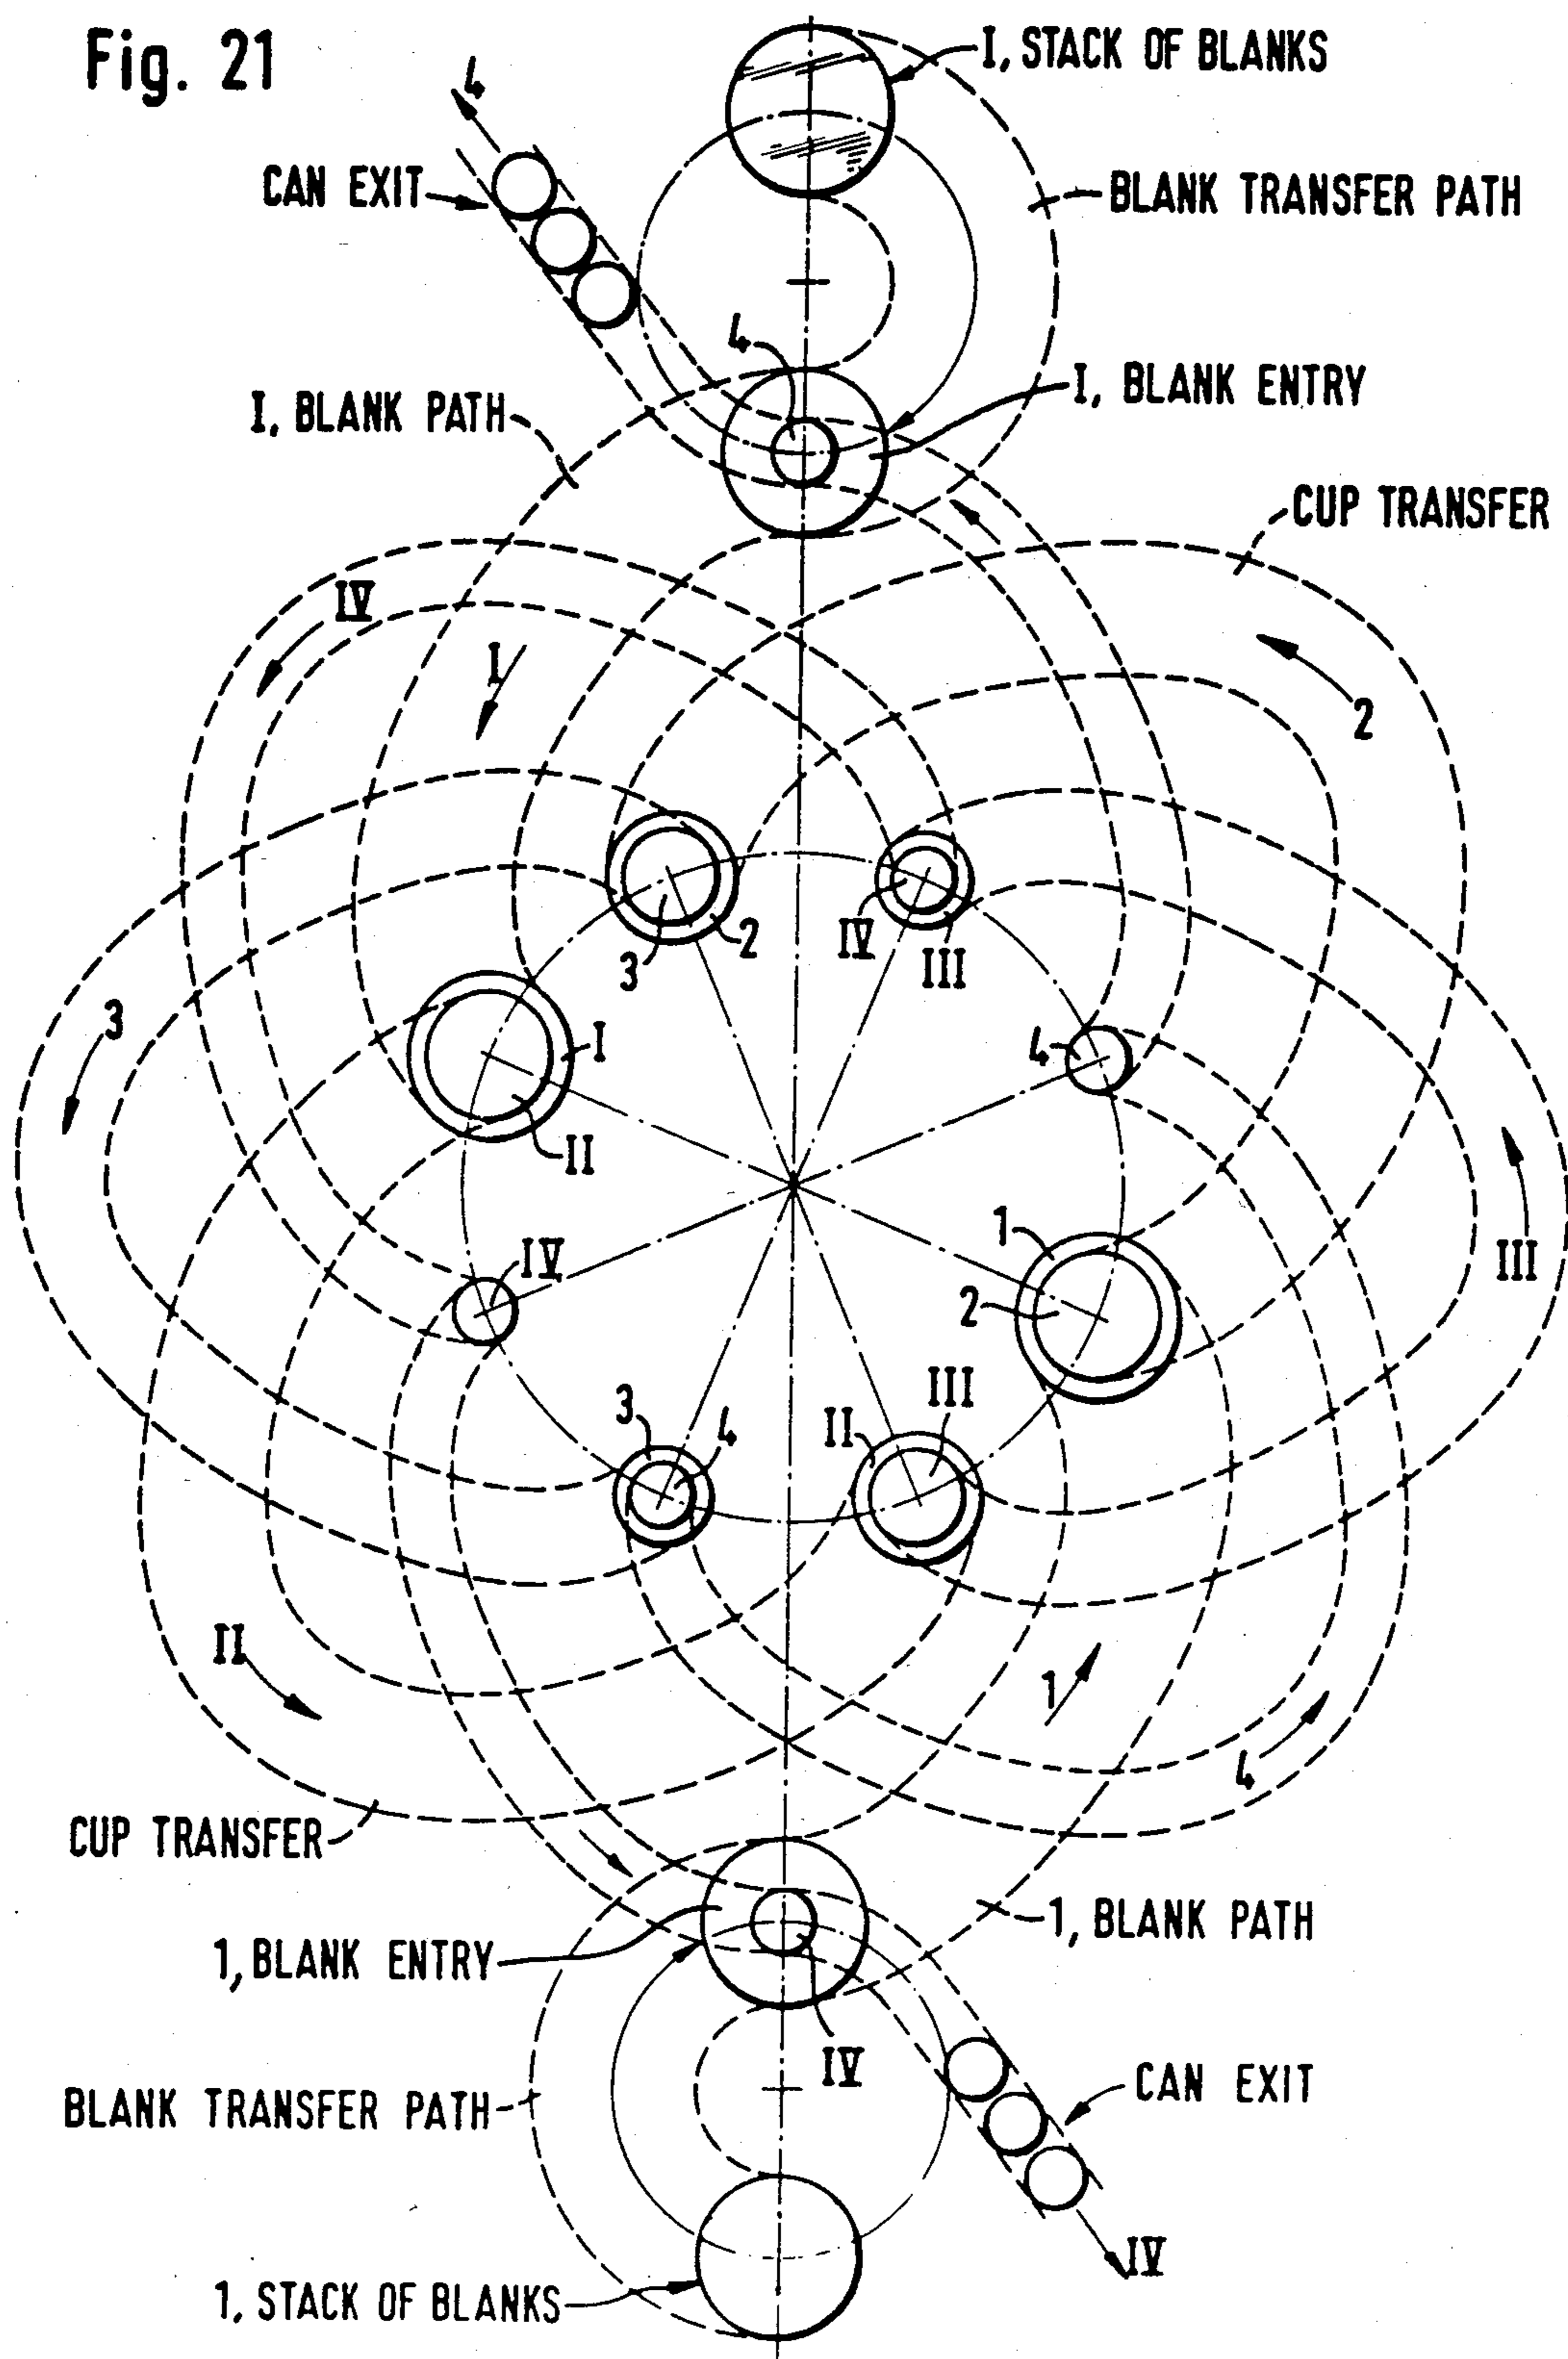 Fig. 21
I, STACK OF BLANKS
4
CAN EXIT
BLANK TRANSFER PATH
4
I, BLANK PATH
I, BLANK ENTRY
CUP TRANSFER
IV
I
2
3
2
IV
III
3
I
4
II
1
IV
2
III
3
4
II
III
II
1
4
CUP TRANSFER
1, BLANK PATH
1, BLANK ENTRY
IV
CAN EXIT
BLANK TRANSFER PATH
IV
1, STACK OF BLANKS